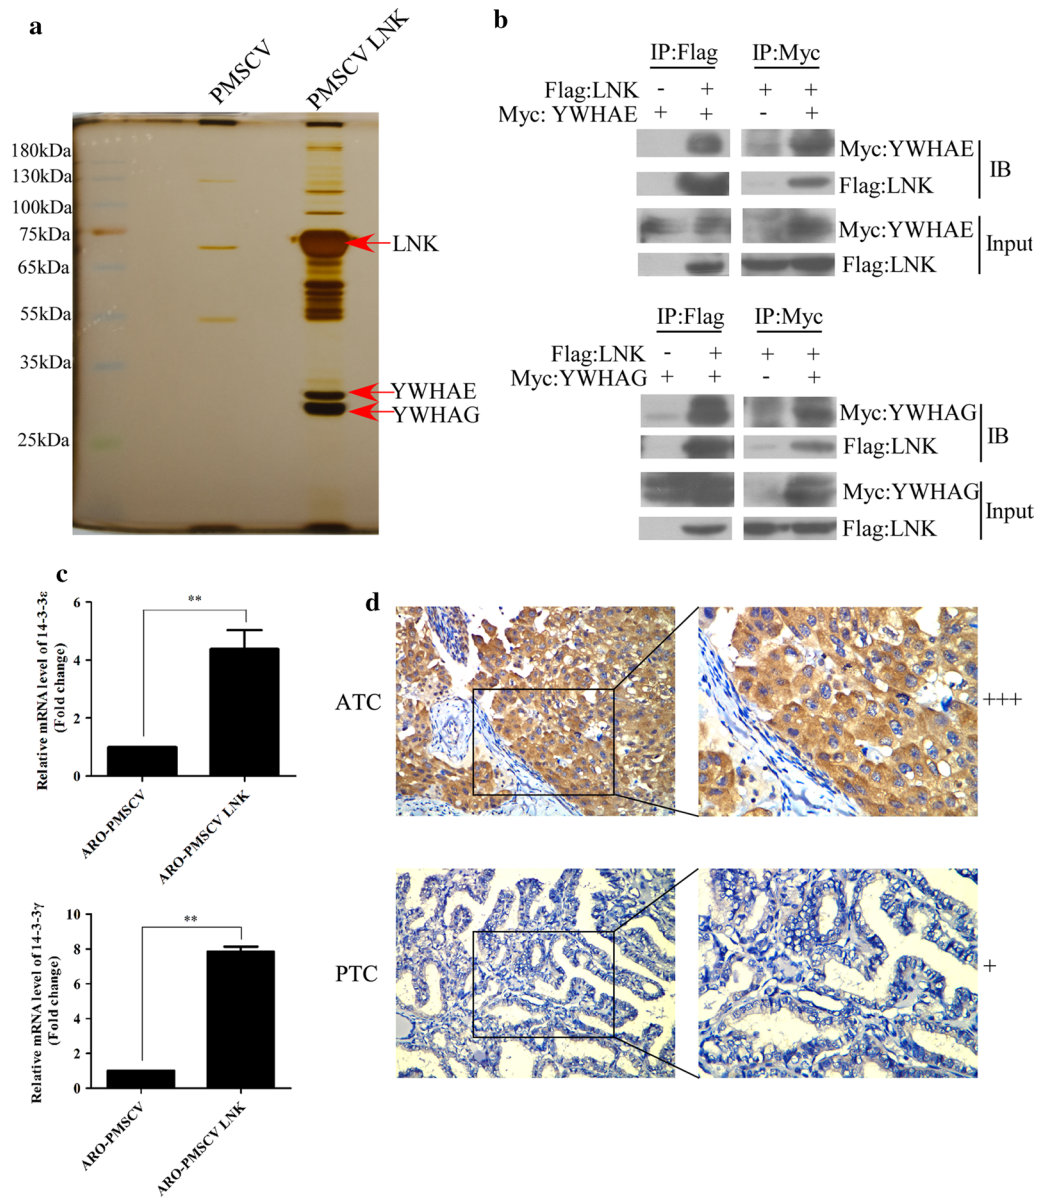 a
PMSCV
PMSCV LNK
180kDa
130kDa
100kDa
75kDa
65kDa
55kDa
35kDa
25kDa
LNK
YWHAE
YWHAG
b
IP:Flag IP:Myc
Flag:LNK - + + +
Myc: YWHAE + + - +
Myc:YWHAE
Flag:LNK
IB
Myc:YWHAE
Flag:LNK
Input
IP:Flag IP:Myc
Flag:LNK - + + +
Myc:YWHAG + + - +
Myc:YWHAG
Flag:LNK
IB
Myc:YWHAG
Flag:LNK
Input
c
Relative mRNA level of 14-3-3ε
(Fold change)
6
4
2
0
**
ARO-PMSCV
ARO-PMSCV LNK
Relative mRNA level of 14-3-3γ
(Fold change)
10
8
6
4
2
0
**
ARO-PMSCV
ARO-PMSCV LNK
d
ATC
+++
PTC
+